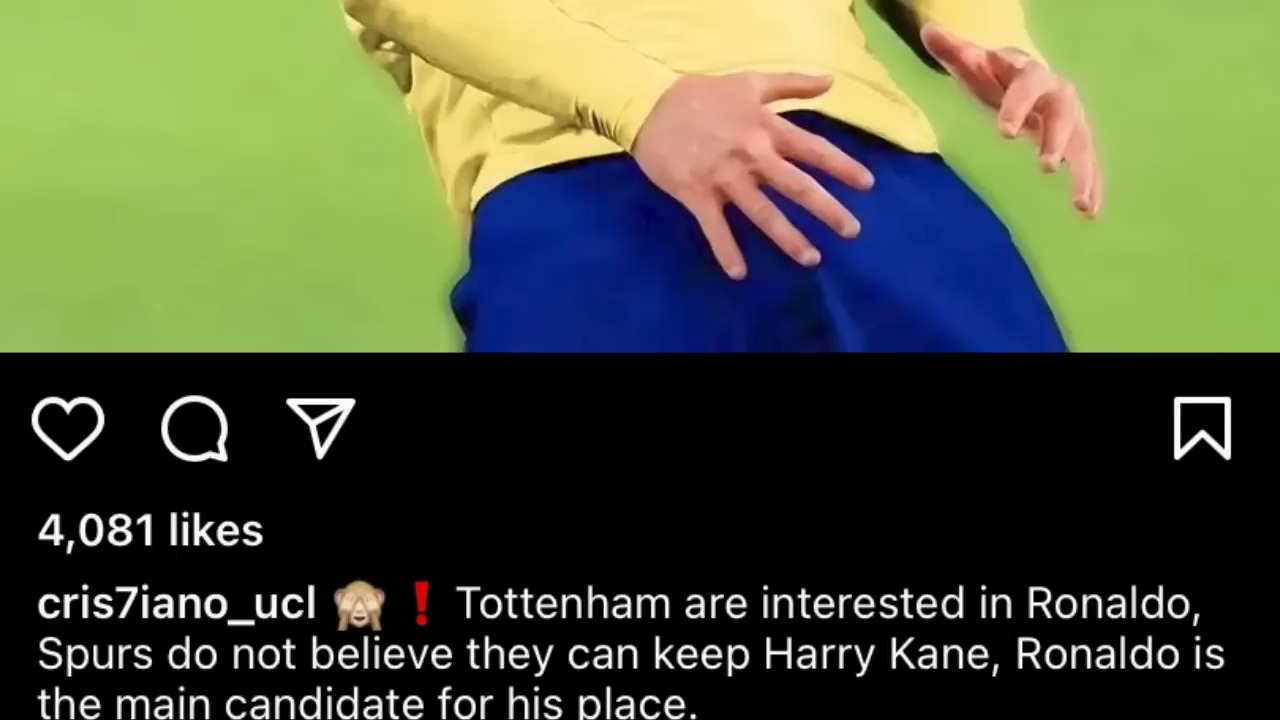 4,081 likes
cris7iano_ucl 🙈 ❗ Tottenham are interested in Ronaldo,
Spurs do not believe they can keep Harry Kane, Ronaldo is
the main candidate for his place.